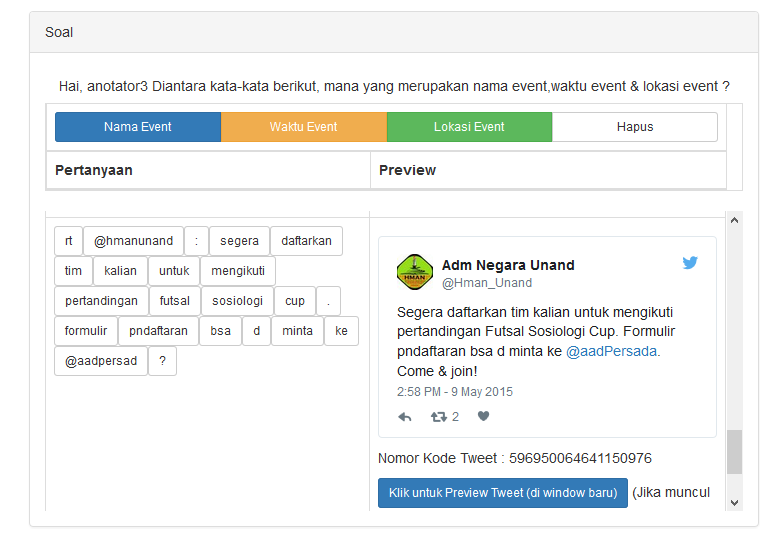 Soal
Hai, anotator3 Diantara kata-kata berikut, mana yang merupakan nama event,waktu event & lokasi event ?
Nama Event Waktu Event Lokasi Event Hapus
Pertanyaan Preview
rt @hmanunand : segera daftarkan
tim kalian untuk mengikuti
pertandingan futsal sosiologi cup .
formulir pndaftaran bsa d minta ke
@aadpersad ?
HMAN
Adm Negara Unand
@Hman_Unand
Segera daftarkan tim kalian untuk mengikuti
pertandingan Futsal Sosiologi Cup. Formulir
pndaftaran bsa d minta ke @aadPersada.
Come & join!
2:58 PM - 9 May 2015
2
Nomor Kode Tweet : 596950064641150976
Klik untuk Preview Tweet (di window baru) (Jika muncul